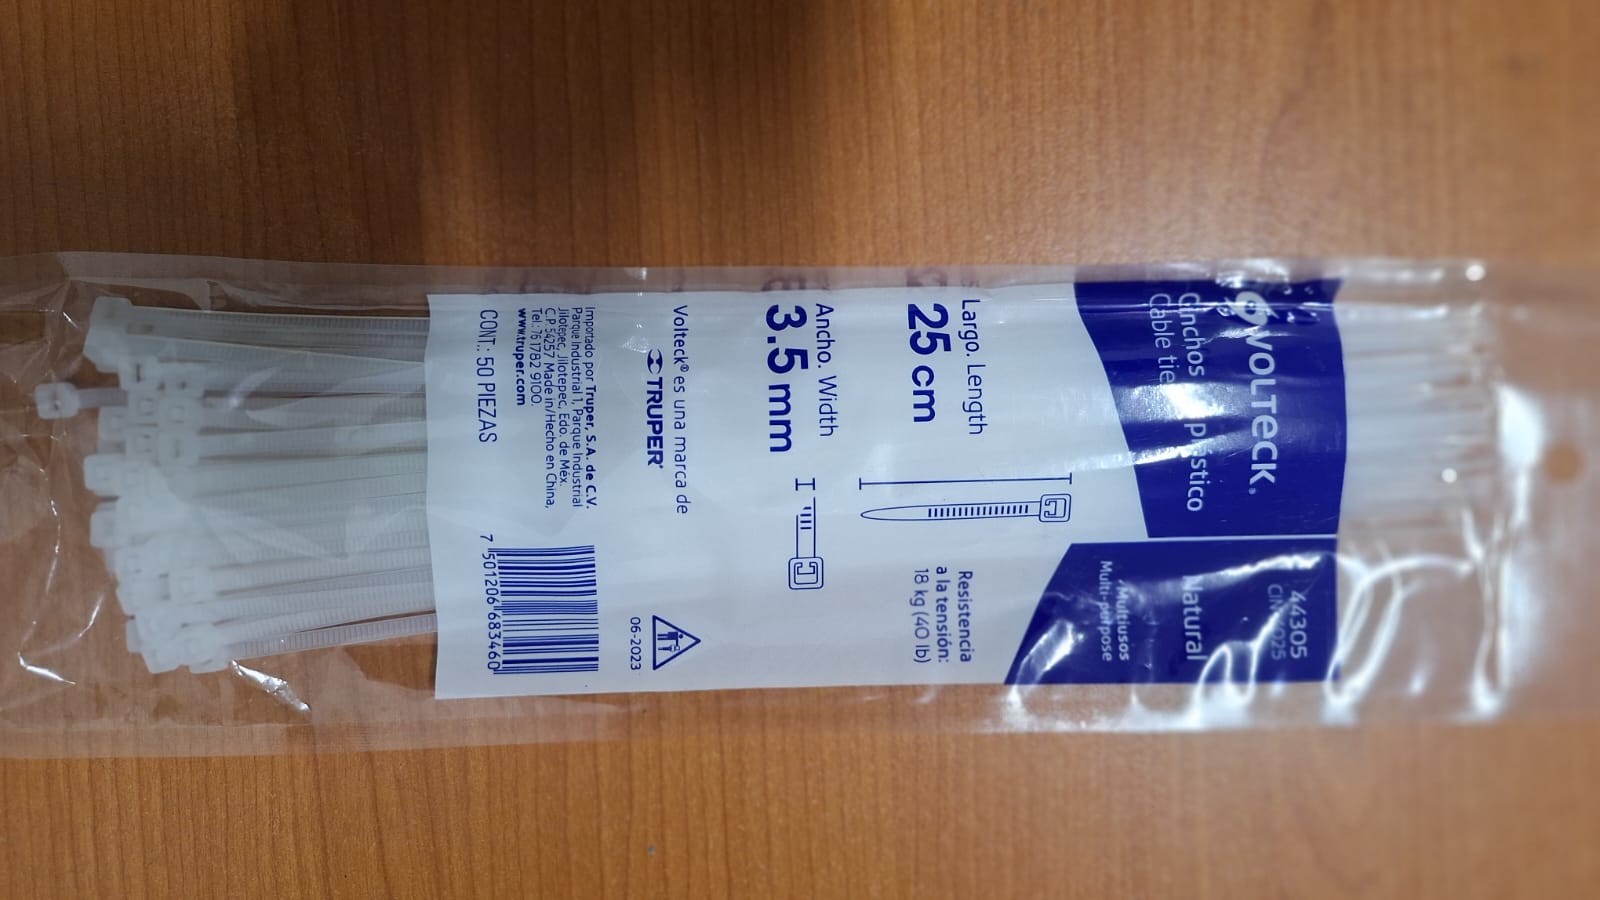 VOLTECK®
Cinchos plástico
Cable ties
44305
Natural
Multiusos
Multi-purpose
Largo. Length
25 cm
Resistencia
a la tensión:
18 kg (40 lb)
Ancho. Width
3.5 mm
Volteck® es una marca de
TRUPER®
06-2023
Importado por Truper, S.A. de C.V.
Parque Industrial 1, Parque Industrial
Jilotepec, Jilotepec, Edo. de Méx.
C.P. 54257 Made in/Hecho en China,
Tel.: 761 782 9100,
www.truper.com
CONT.: 50 PIEZAS
7 501206 683460